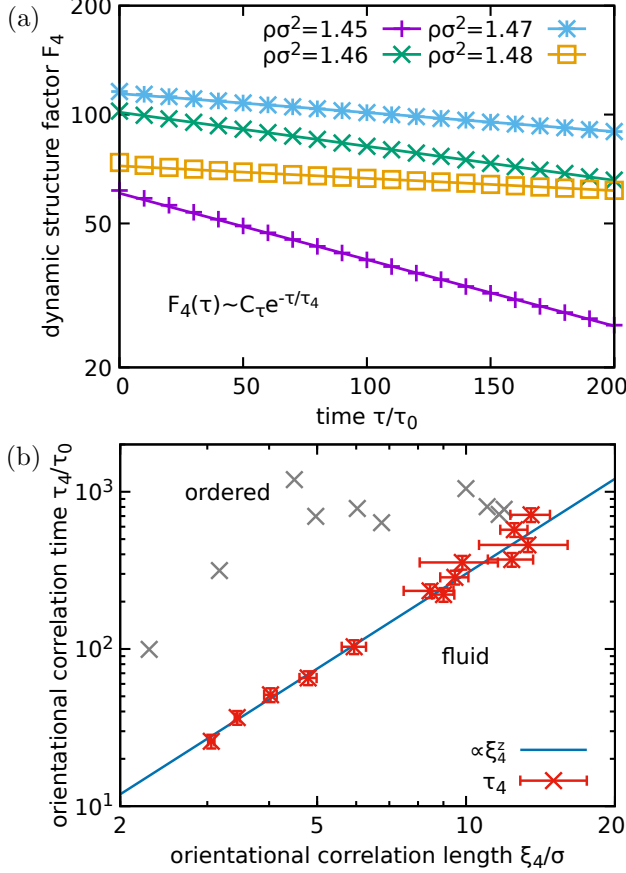 (a)
dynamic structure factor F₄
200
100
50
20
ρσ²=1.45
ρσ²=1.47
ρσ²=1.46
ρσ²=1.48
F₄(τ)~C_τe^{-τ/τ₄}
0
50
100
150
200
time τ/τ₀
(b)
orientational correlation time τ₄/τ₀
10³
10²
10¹
ordered
fluid
∝ξ₄ᶻ
τ₄
2
5
10
20
orientational correlation length ξ₄/σ